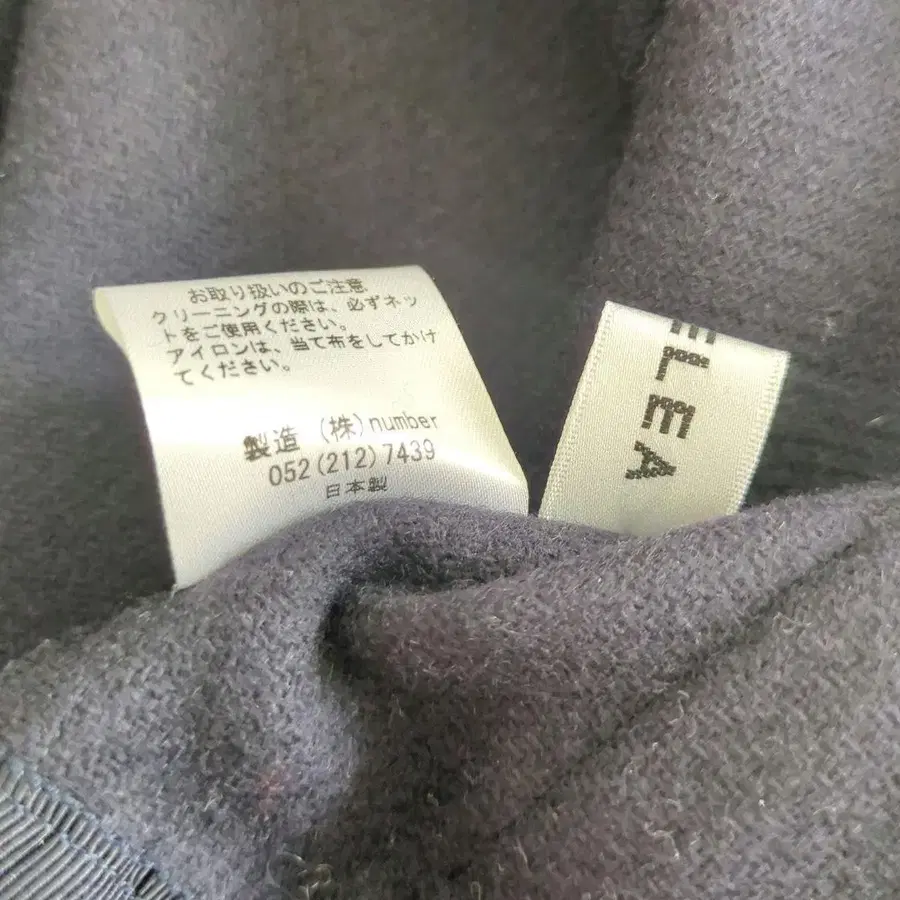 お取り扱いのご注意
クリーニングの際は、必ずネッ
トをご使用ください。
アイロンは、当て布をしてかけ
てください。
製造 (株)number
052(212)7439
日本製
ELEA